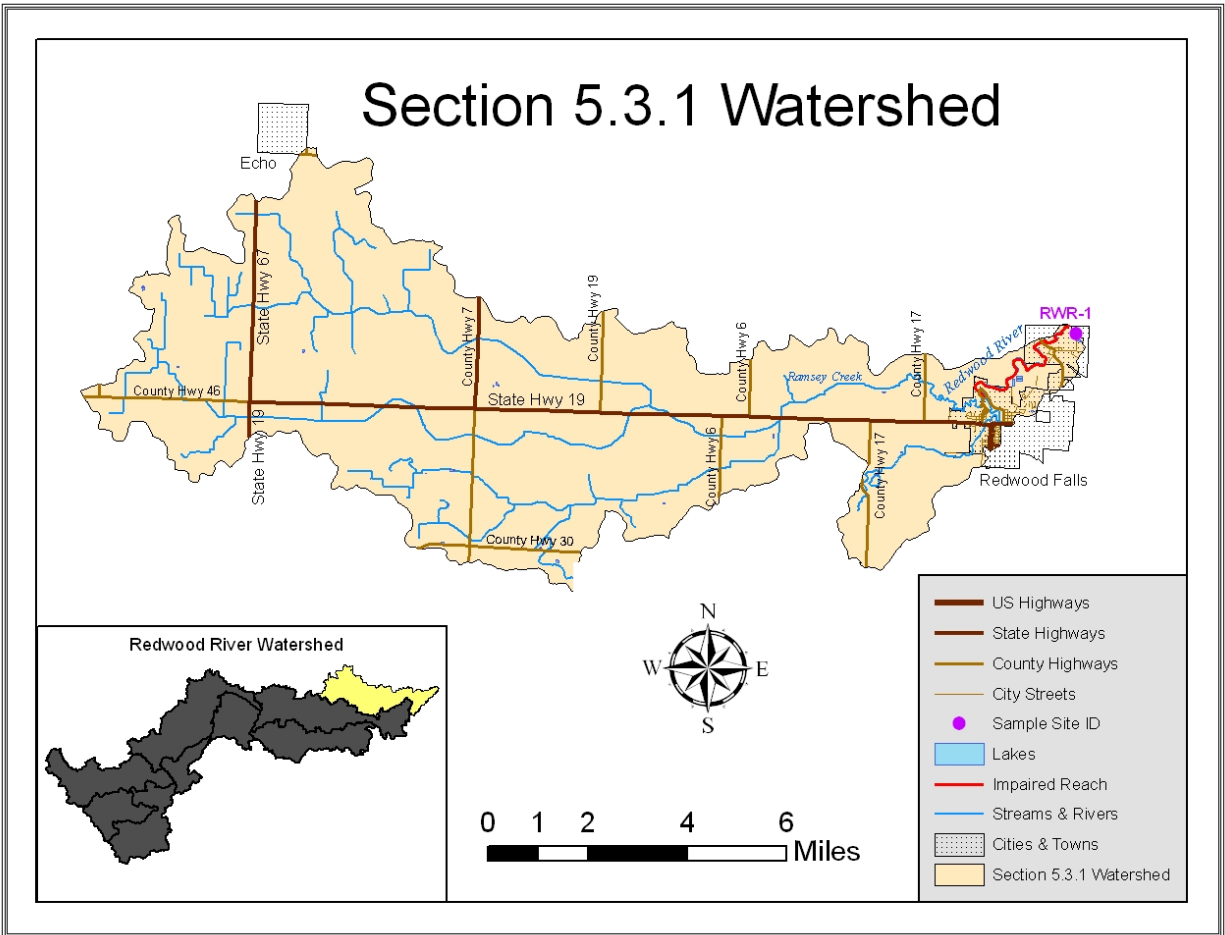 Section 5.3.1 Watershed
Echo
State Hwy 67
County Hwy 7
County Hwy 19
County Hwy 6
County Hwy 17
RWR-1
Redwood River
Ramsey Creek
County Hwy 46
State Hwy 19
State Hwy 19
County Hwy 6
County Hwy 17
Redwood Falls
County Hwy 30
Redwood River Watershed
N
W
E
S
0 1 2 4 6
Miles
US Highways
State Highways
County Highways
City Streets
Sample Site ID
Lakes
Impaired Reach
Streams & Rivers
Cities & Towns
Section 5.3.1 Watershed